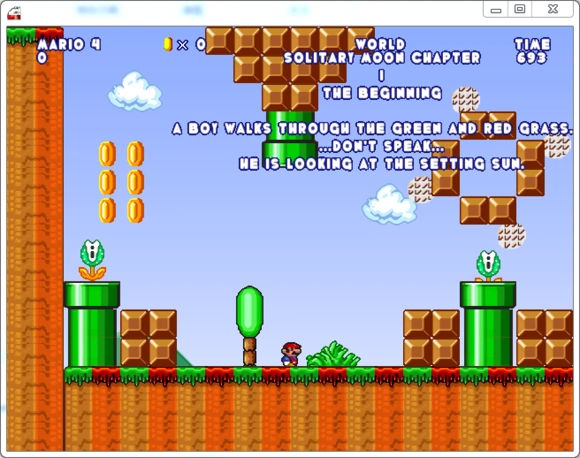 MARIO 4
0
× 0
WORLD
TIME
693
SOLITARY MOON CHAPTER
I
THE BEGINNING
A BOY WALKS THROUGH THE GREEN AND RED GRASS.
...DON'T SPEAK...
HE IS LOOKING AT THE SETTING SUN.